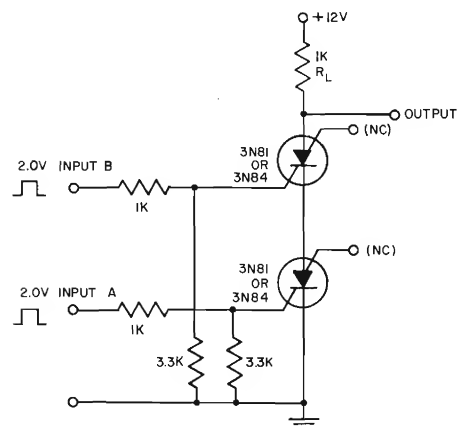 +12V
1K
RL
OUTPUT
(NC)
3N81
OR
3N84
2.0V INPUT B
1K
(NC)
3N81
OR
3N84
2.0V INPUT A
1K
3.3K
3.3K